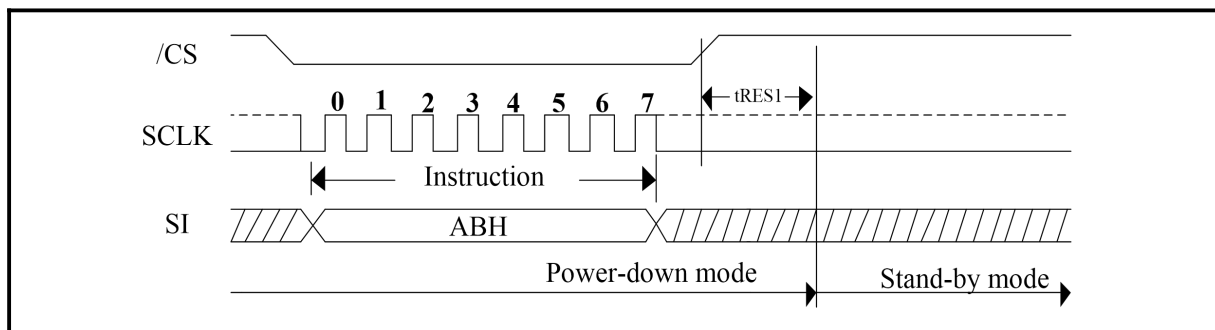 /CS
tRES1
0 1 2 3 4 5 6 7
SCLK
Instruction
SI
ABH
Power-down mode
Stand-by mode